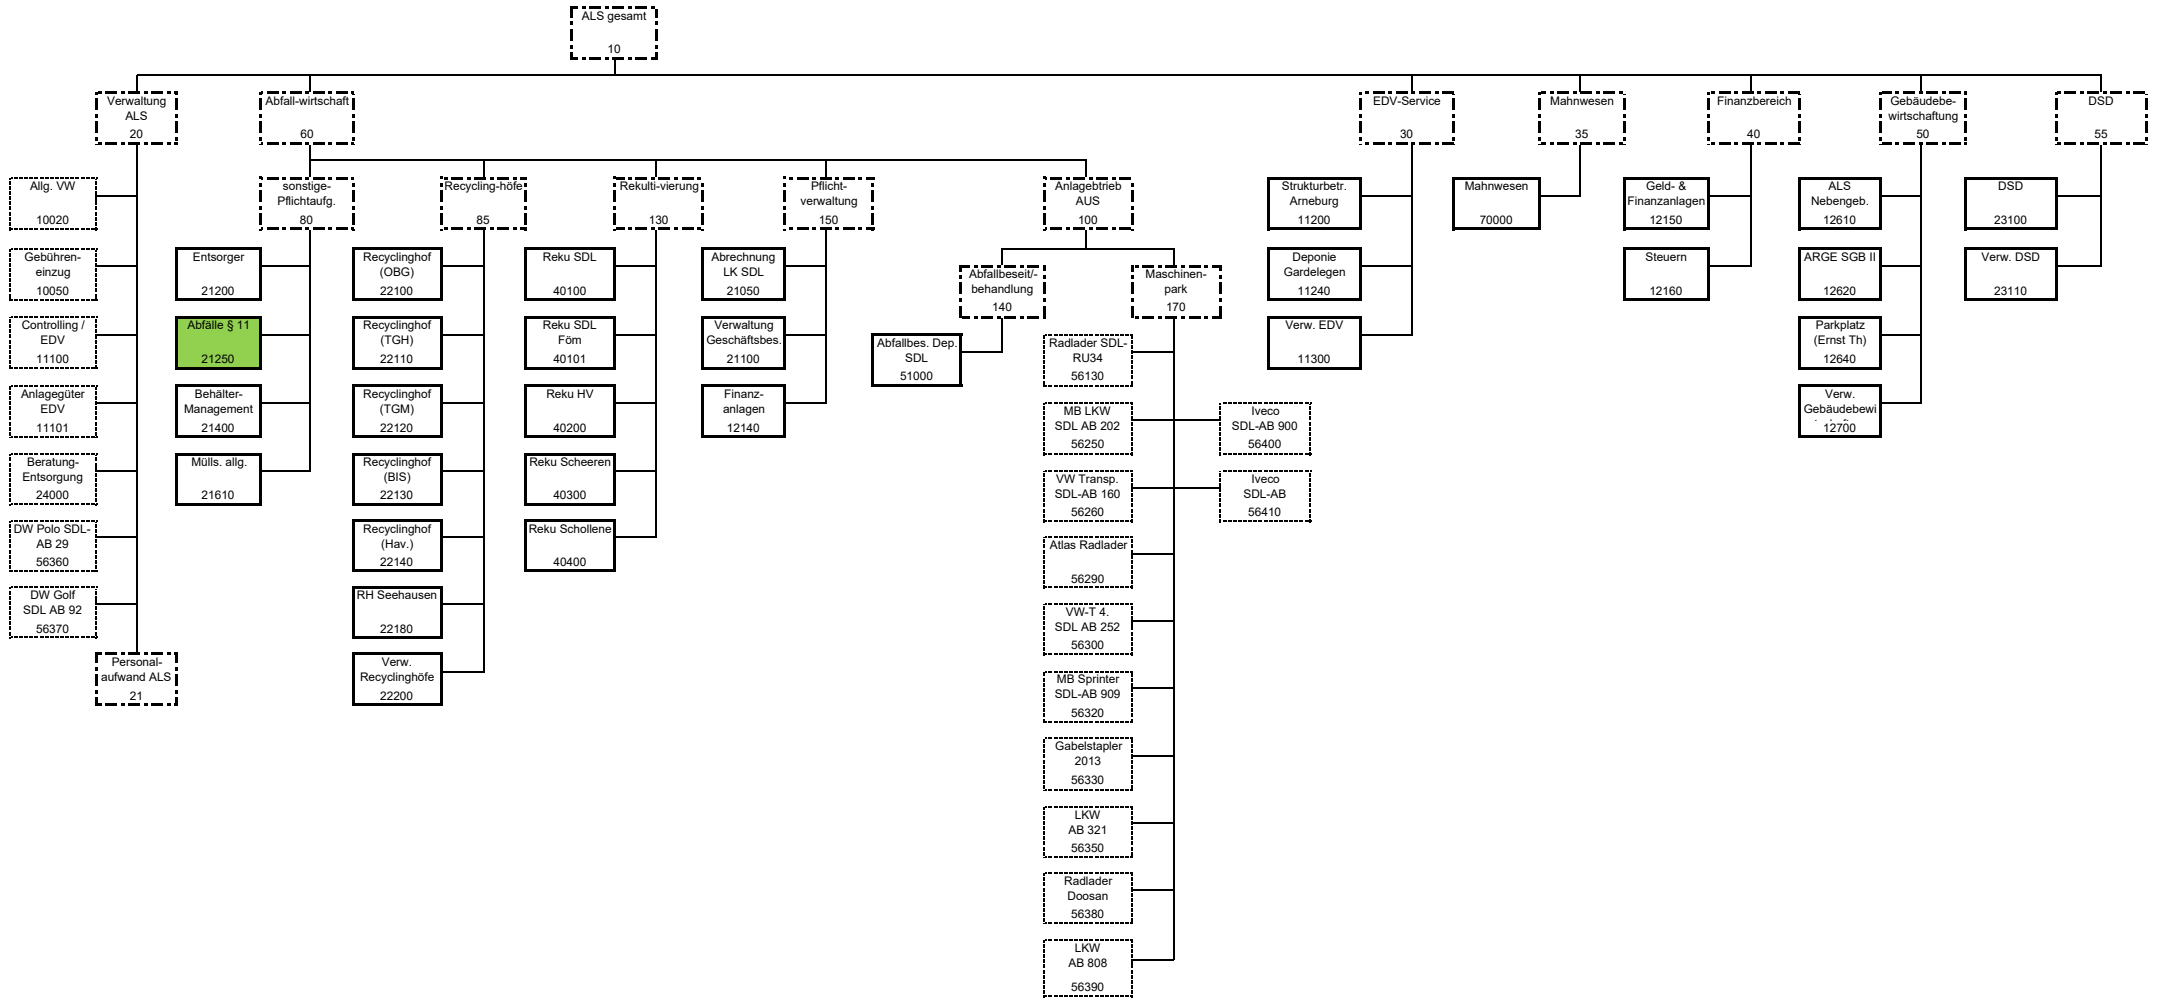 ALS gesamt
10
Verwaltung
ALS
20
Abfall-wirtschaft
60
EDV-Service
30
Mahnwesen
35
Finanzbereich
40
Gebäudebe-
wirtschaftung
50
DSD
55
Allg. VW
10020
Gebühren-
einzug
10050
Controlling /
EDV
11100
Anlagegüter
EDV
11101
Beratung-
Entsorgung
24000
DW Polo SDL-
AB 29
56360
DW Golf
SDL AB 92
56370
Personal-
aufwand ALS
21
sonstige-
Pflichtaufg.
80
Entsorger
21200
Abfälle § 11
21250
Behälter-
Management
21400
Mülls. allg.
21610
Recycling-höfe
85
Recyclinghof
(OBG)
22100
Recyclinghof
(TGH)
22110
Recyclinghof
(TGM)
22120
Recyclinghof
(BIS)
22130
Recyclinghof
(Hav.)
22140
RH Seehausen
22180
Verw.
Recyclinghöfe
22200
Rekulti-vierung
130
Reku SDL
40100
Reku SDL
Föm
40101
Reku HV
40200
Reku Scheeren
40300
Reku Schollene
40400
Pflicht-
verwaltung
150
Abrechnung
LK SDL
21050
Verwaltung
Geschäftsbes.
21100
Finanz-
anlagen
12140
Anlagebtrieb
AUS
100
Abfallbeseit/-
behandlung
140
Abfallbes. Dep.
SDL
51000
Maschinen-
park
170
Radlader SDL-
RU34
56130
MB LKW
SDL AB 202
56250
Iveco
SDL-AB 900
56400
VW Transp.
SDL-AB 160
56260
Iveco
SDL-AB
56410
Atlas Radlader
56290
VW-T 4.
SDL AB 252
56300
MB Sprinter
SDL-AB 909
56320
Gabelstapler
2013
56330
LKW
AB 321
56350
Radlader
Doosan
56380
LKW
AB 808
56390
Strukturbetr.
Arneburg
11200
Deponie
Gardelegen
11240
Verw. EDV
11300
Mahnwesen
70000
Geld- &
Finanzanlagen
12150
Steuern
12160
ALS
Nebengeb.
12610
ARGE SGB II
12620
Parkplatz
(Ernst Th)
12640
Verw.
Gebäudebewi
12700
DSD
23100
Verw. DSD
23110